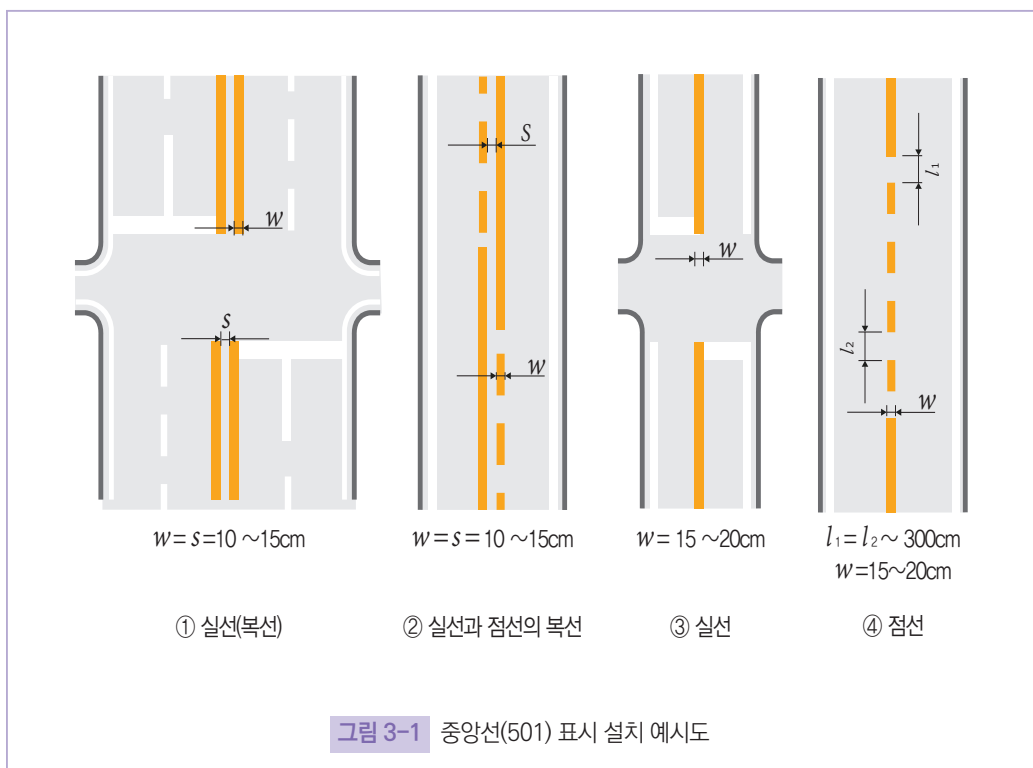 w
s
w = s =10 ~15cm
① 실선(복선)
S
w
w = s = 10 ~15cm
② 실선과 점선의 복선
w
w = 15 ~20cm
③ 실선
l₁
l₂
w
l₁= l₂~ 300cm
w=15~20cm
④ 점선
그림 3-1 중앙선(501) 표시 설치 예시도